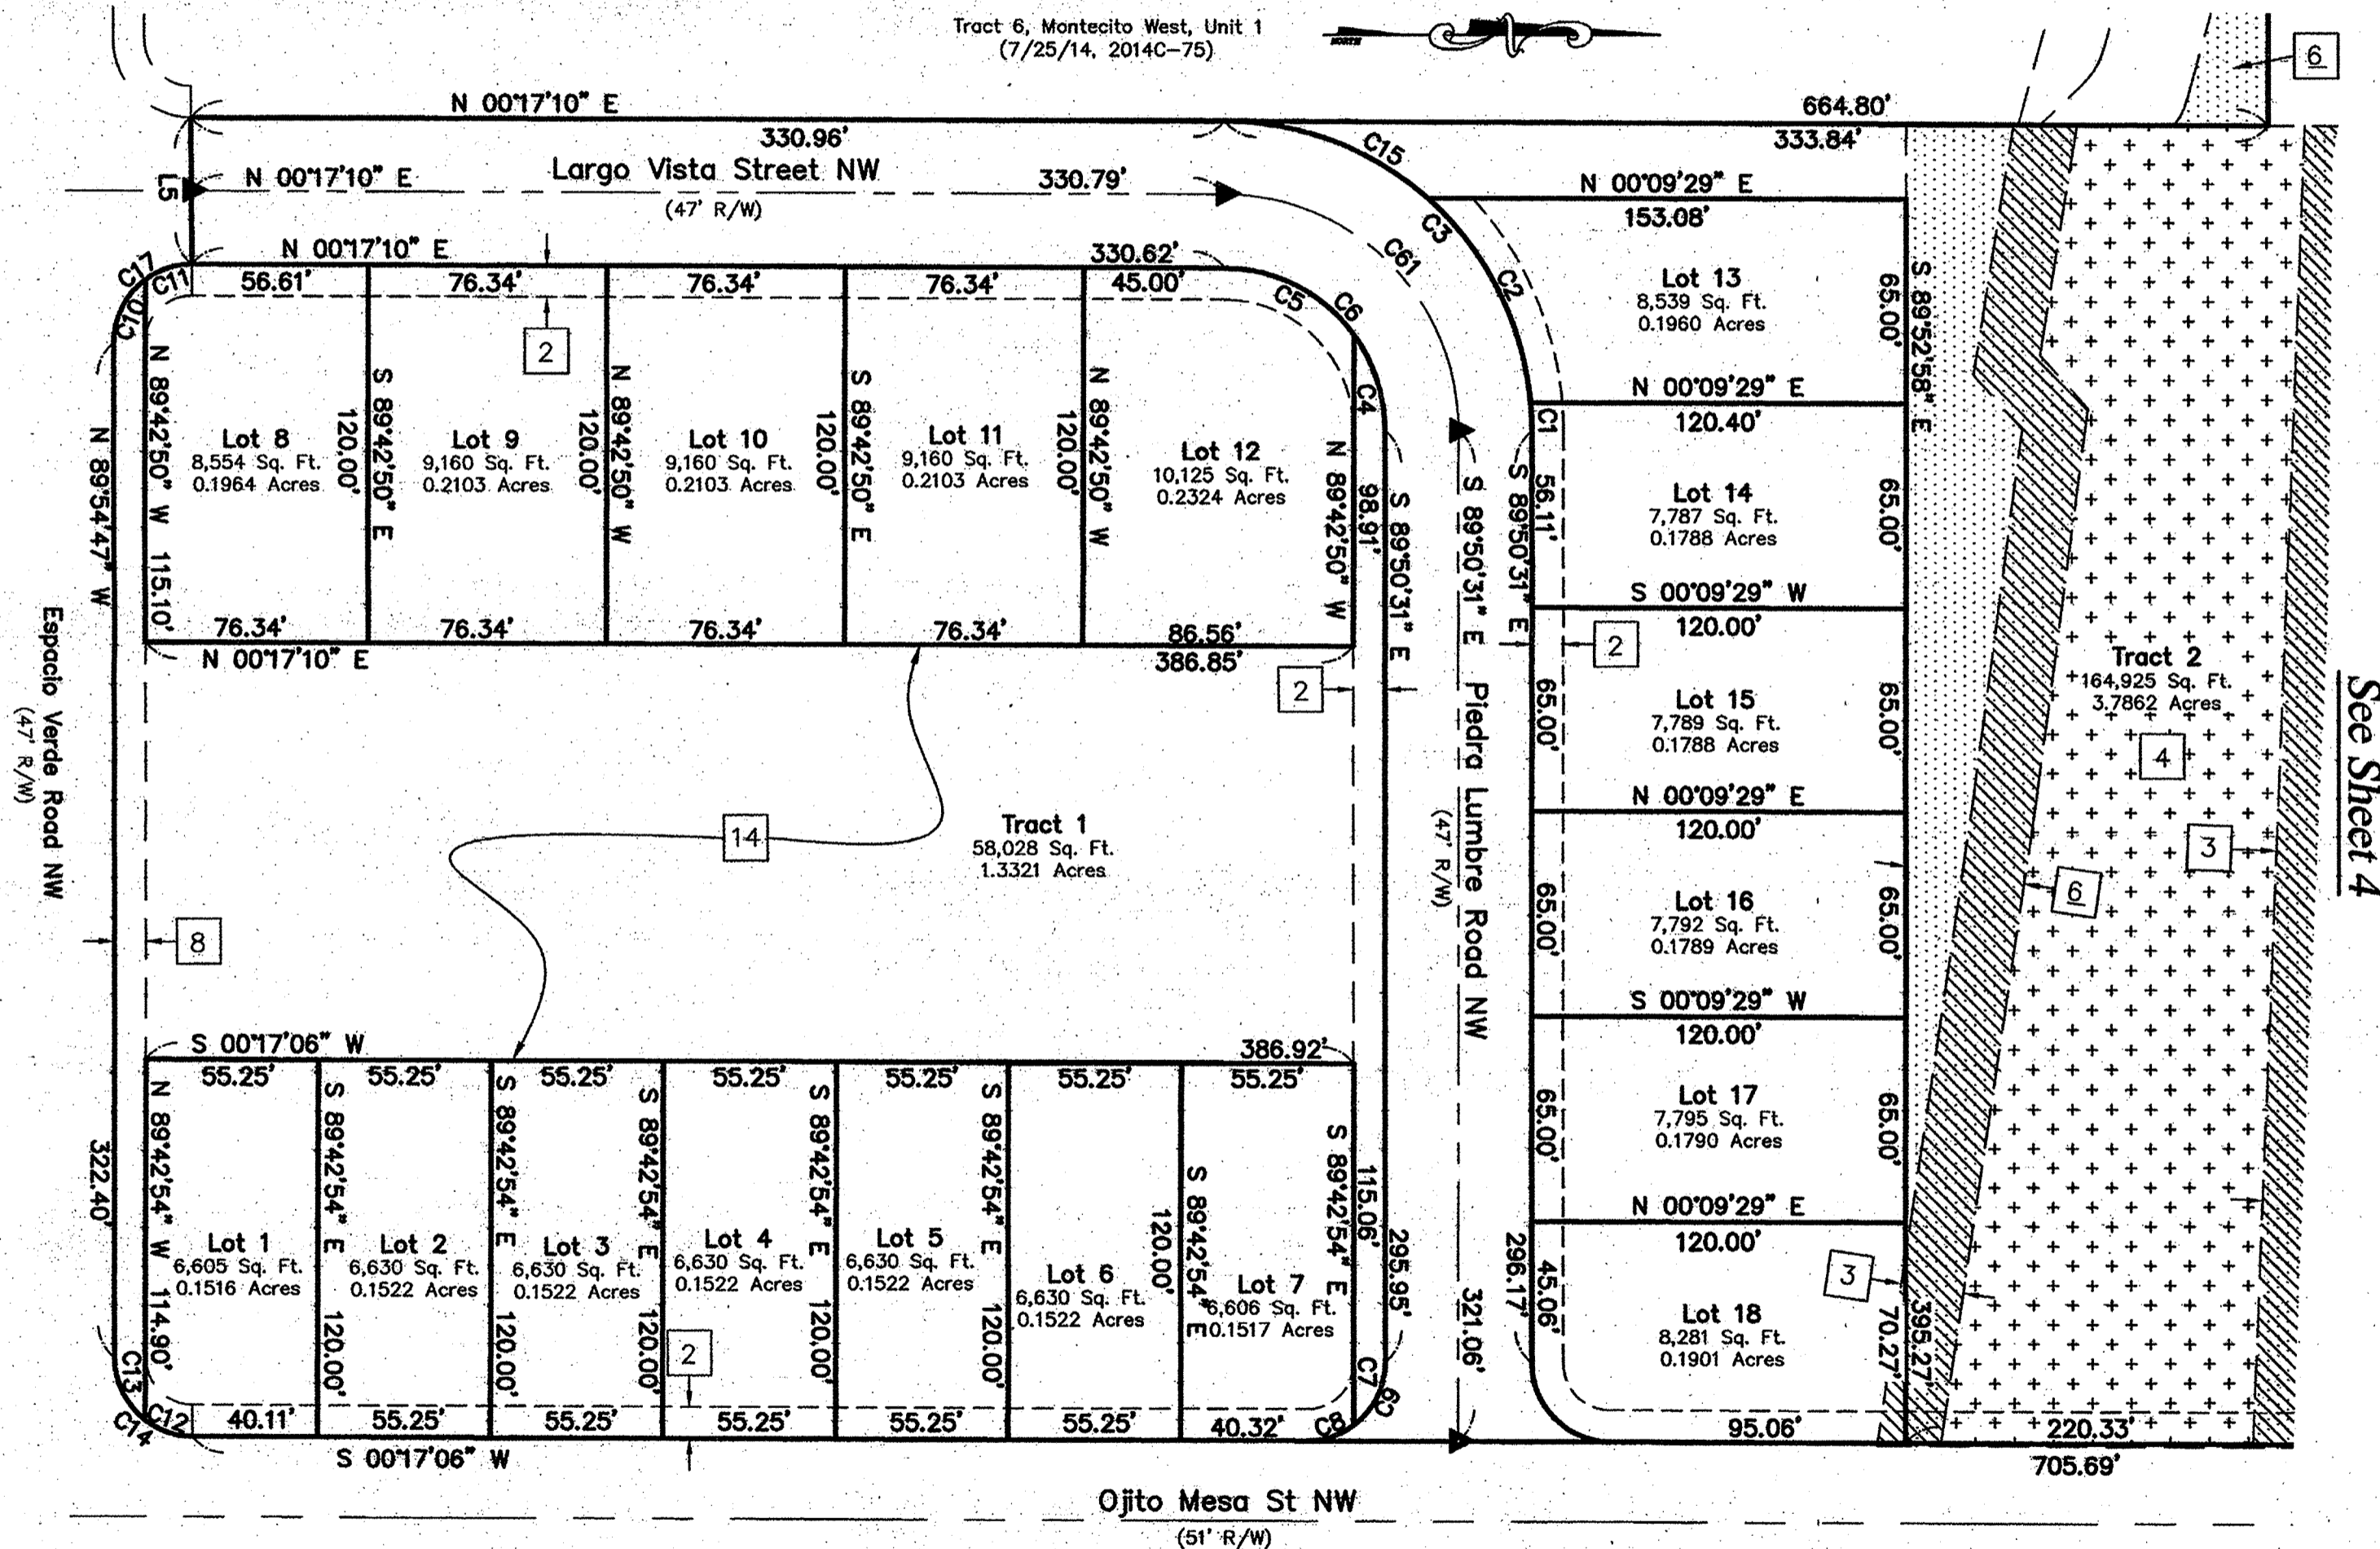 Tract 6, Montecito West, Unit 1
(7/25/14, 2014C-75)
NORTH
6
N 00°17'10" E
664.80'
330.96'
333.84'
L5
N 00°17'10" E
Largo Vista Street NW
330.79'
(47' R/W)
C15
N 00°09'29" E
153.08'
C3
C61
C2
N 00°17'10" E
330.62'
C17
C11
C10
56.61'
76.34'
76.34'
76.34'
45.00'
C5
C6
2
Lot 13
8,539 Sq. Ft.
0.1960 Acres
65.00'
S 89°52'58" E
N 00°09'29" E
120.40'
C4
C1
N 89°54'47" W
N 89°42'50" W 115.10'
Lot 8
8,554 Sq. Ft.
0.1964 Acres
S 89°42'50" E
120.00'
Lot 9
9,160 Sq. Ft.
0.2103 Acres
N 89°42'50" W
120.00'
Lot 10
9,160 Sq. Ft.
0.2103 Acres
S 89°42'50" E
120.00'
Lot 11
9,160 Sq. Ft.
0.2103 Acres
N 89°42'50" W
120.00'
Lot 12
10,125 Sq. Ft.
0.2324 Acres
N 89°42'50" W
98.91'
S 89°50'31" E
S 89°50'31" E
S 89°50'31" E
56.11'
Lot 14
7,787 Sq. Ft.
0.1788 Acres
65.00'
S 00°09'29" W
120.00'
76.34'
76.34'
76.34'
76.34'
86.56'
N 00°17'10" E
386.85'
2
2
Espacio Verde Road NW
(47' R/W)
Piedra Lumbre Road NW
(47' R/W)
65.00'
Lot 15
7,789 Sq. Ft.
0.1788 Acres
65.00'
N 00°09'29" E
120.00'
Tract 2
164,925 Sq. Ft.
3.7862 Acres
4
3
6
See Sheet 4
14
Tract 1
58,028 Sq. Ft.
1.3321 Acres
8
65.00'
Lot 16
7,792 Sq. Ft.
0.1789 Acres
65.00'
S 00°09'29" W
120.00'
S 00°17'06" W
386.92'
55.25'
55.25'
55.25'
55.25'
55.25'
55.25'
55.25'
65.00'
Lot 17
7,795 Sq. Ft.
0.1790 Acres
65.00'
N 00°09'29" E
120.00'
322.40'
N 89°42'54" W 114.90'
Lot 1
6,605 Sq. Ft.
0.1516 Acres
S 89°42'54" E 120.00'
Lot 2
6,630 Sq. Ft.
0.1522 Acres
S 89°42'54" E 120.00'
Lot 3
6,630 Sq. Ft.
0.1522 Acres
S 89°42'54" E 120.00'
Lot 4
6,630 Sq. Ft.
0.1522 Acres
S 89°42'54" E 120.00'
Lot 5
6,630 Sq. Ft.
0.1522 Acres
S 89°42'54" E 120.00'
Lot 6
6,630 Sq. Ft.
0.1522 Acres
120.00'
S 89°42'54" E
E
Lot 7
6,606 Sq. Ft.
0.1517 Acres
S 89°42'54" E
115.06'
295.95'
321.06'
296.17'
45.06'
Lot 18
8,281 Sq. Ft.
0.1901 Acres
3
70.27'
395.27'
2
C13
C14
C12
40.11'
55.25'
55.25'
55.25'
55.25'
55.25'
40.32'
C7
C8
C9
95.06'
220.33'
S 00°17'06" W
705.69'
Ojito Mesa St NW
(51' R/W)